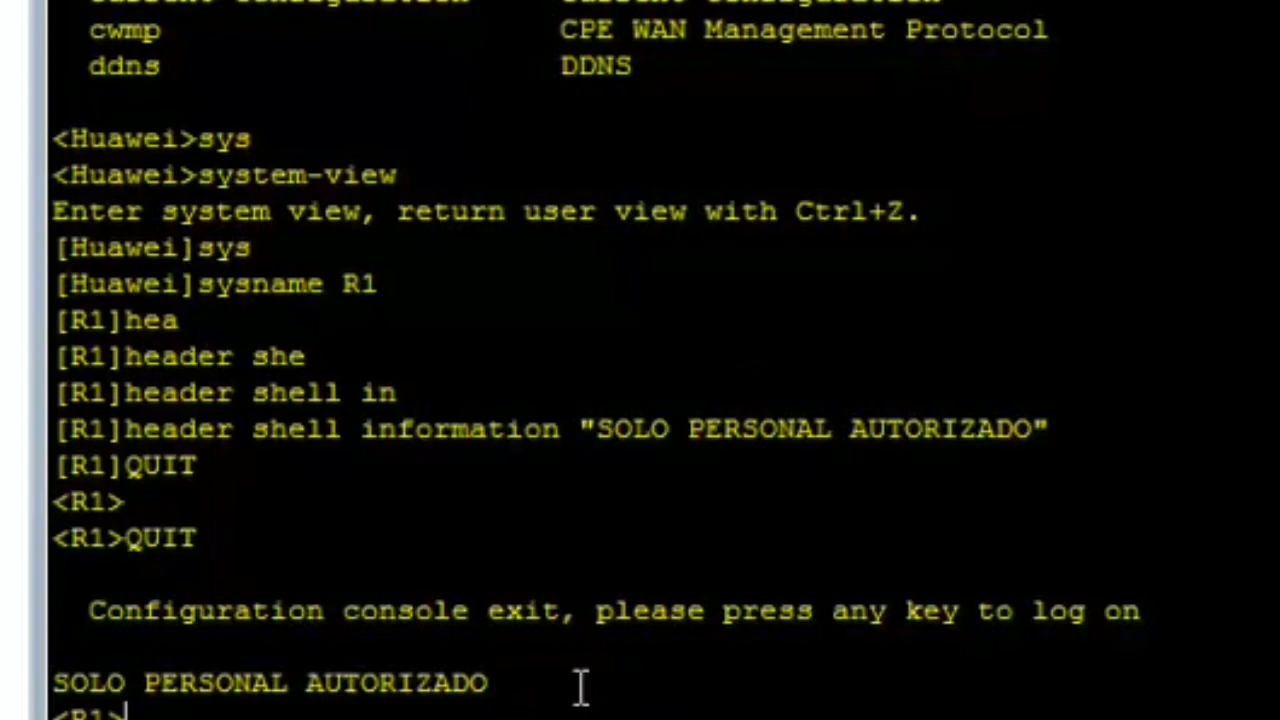 cwmp CPE WAN Management Protocol
ddns DDNS
<Huawei>sys
<Huawei>system-view
Enter system view, return user view with Ctrl+Z.
[Huawei]sys
[Huawei]sysname R1
[R1]hea
[R1]header she
[R1]header shell in
[R1]header shell information "SOLO PERSONAL AUTORIZADO"
[R1]QUIT
<R1>
<R1>QUIT
Configuration console exit, please press any key to log on
SOLO PERSONAL AUTORIZADO
<R1>